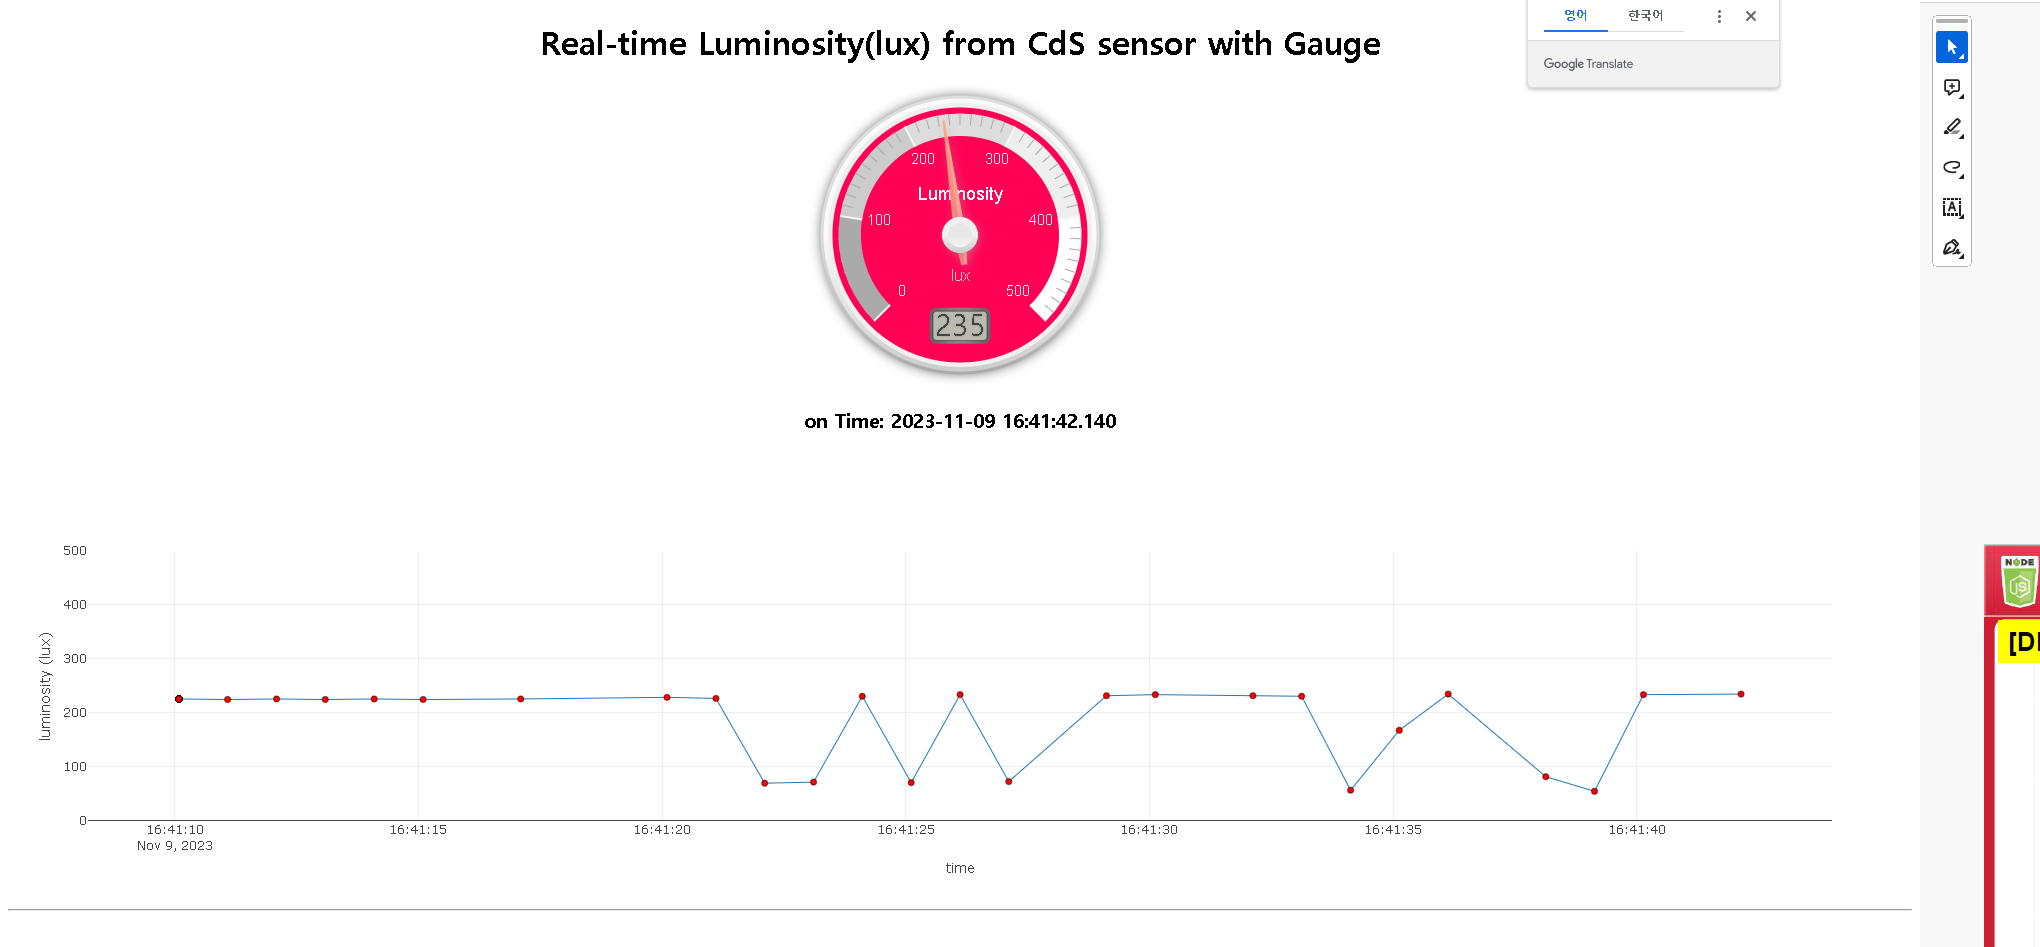 영어 한국어
Google Translate
Real-time Luminosity(lux) from CdS sensor with Gauge
200 300
Luminosity
100 400
lux
0 500
235
on Time: 2023-11-09 16:41:42.140
500
400
300
200
100
0
luminosity (lux)
16:41:10 16:41:15 16:41:20 16:41:25 16:41:30 16:41:35 16:41:40
Nov 9, 2023
time
A
NODE
JS